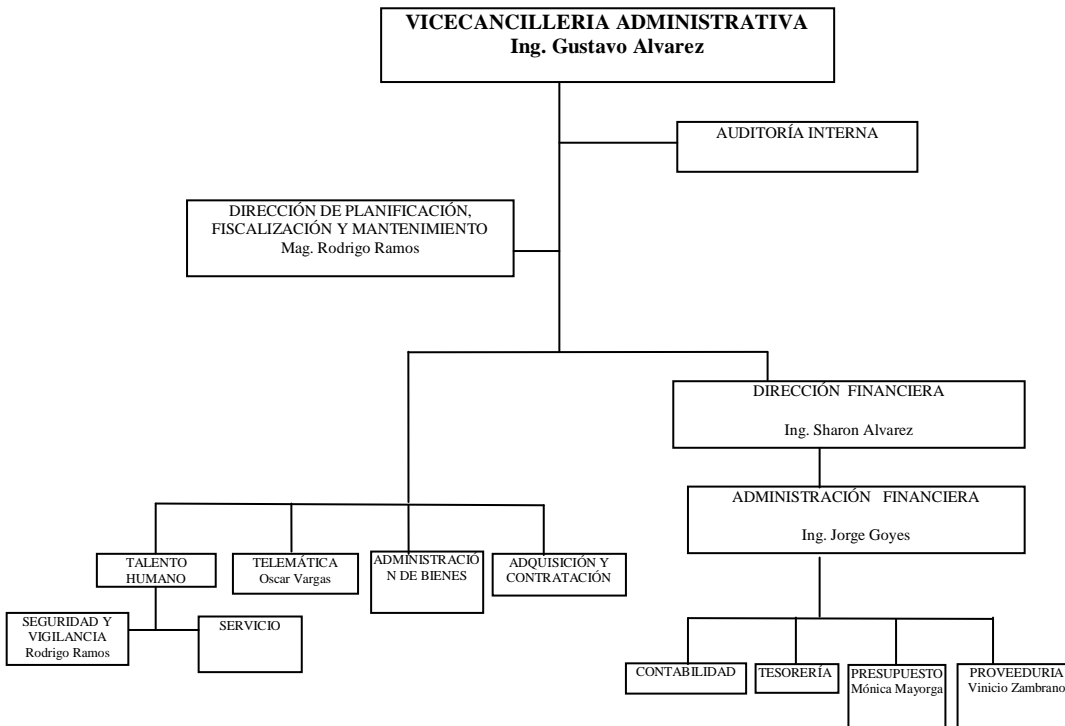 VICECANCILLERIA ADMINISTRATIVA
Ing. Gustavo Alvarez
AUDITORÍA INTERNA
DIRECCIÓN DE PLANIFICACIÓN,
FISCALIZACIÓN Y MANTENIMIENTO
Mag. Rodrigo Ramos
DIRECCIÓN FINANCIERA
Ing. Sharon Alvarez
ADMINISTRACIÓN FINANCIERA
Ing. Jorge Goyes
TALENTO
HUMANO
TELEMÁTICA
Oscar Vargas
ADMINISTRACIÓ
N DE BIENES
ADQUISICIÓN Y
CONTRATACIÓN
SEGURIDAD Y
VIGILANCIA
Rodrigo Ramos
SERVICIO
CONTABILIDAD
TESORERÍA
PRESUPUESTO
Mónica Mayorga
PROVEEDURIA
Vinicio Zambrano